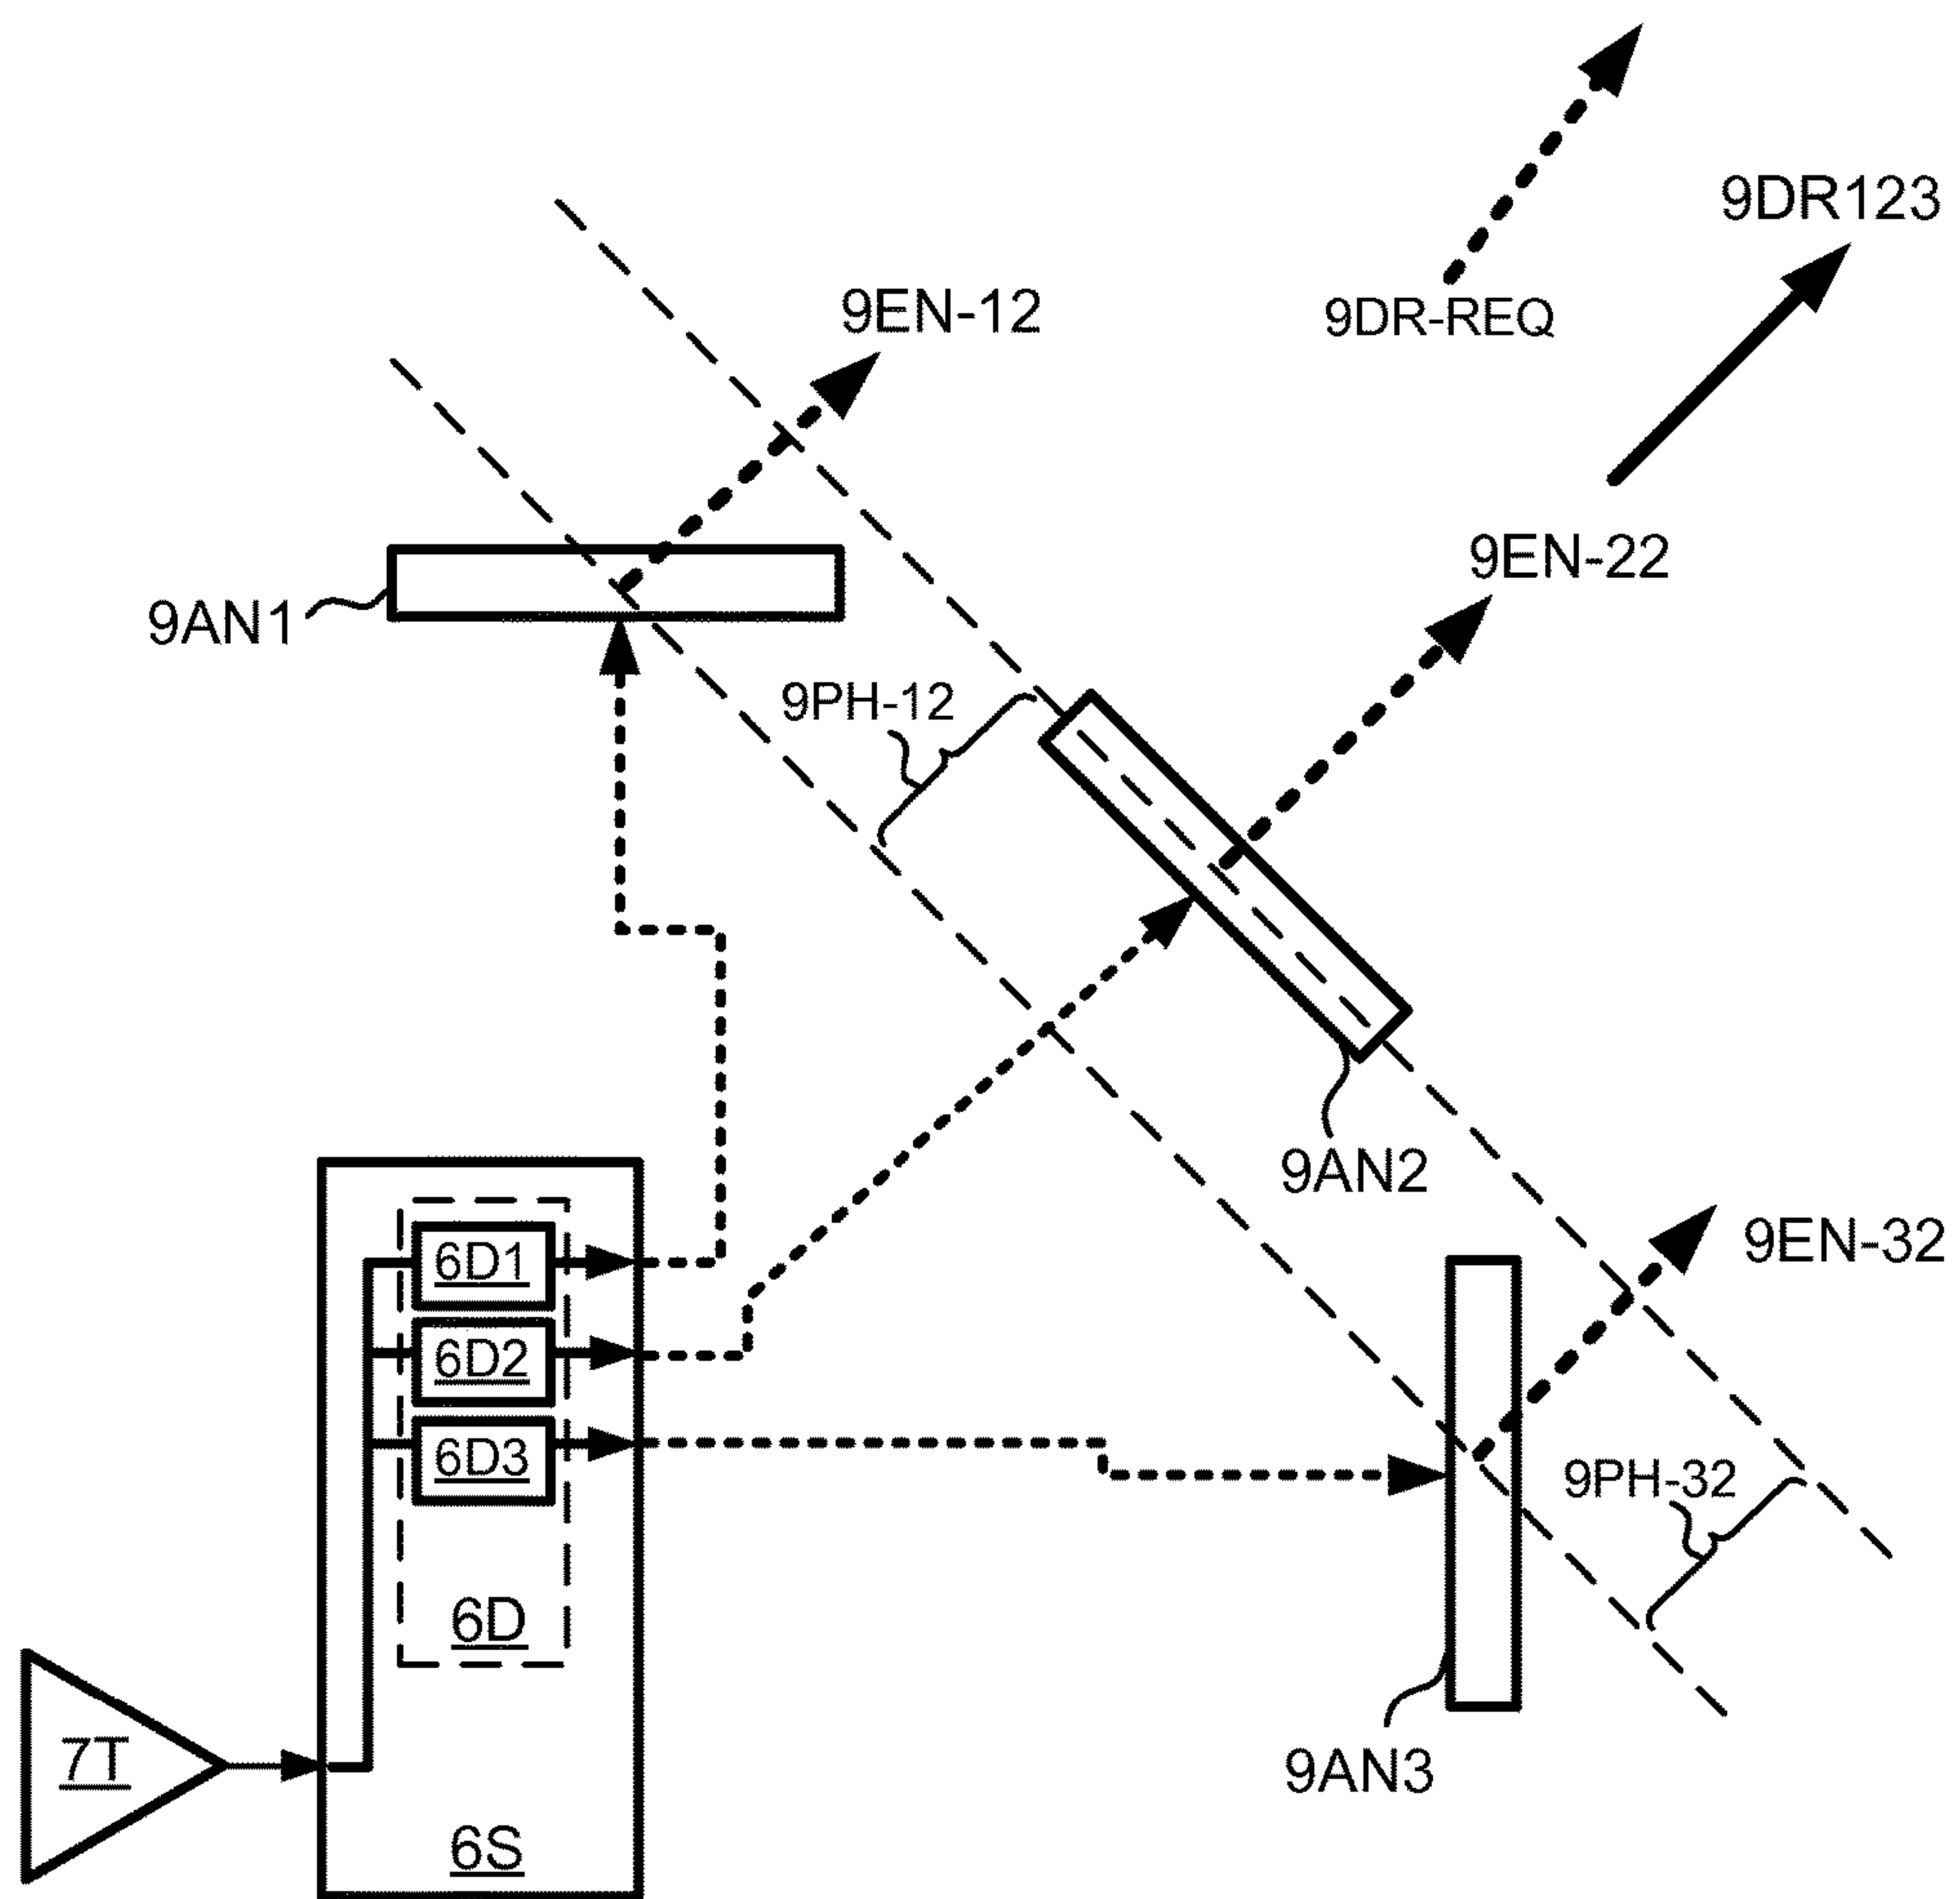 9DR123
9EN-12
9DR-REQ
9EN-22
9AN1
9PH-12
9AN2
9EN-32
6D1
6D2
6D3
9PH-32
6D
7T
9AN3
6S